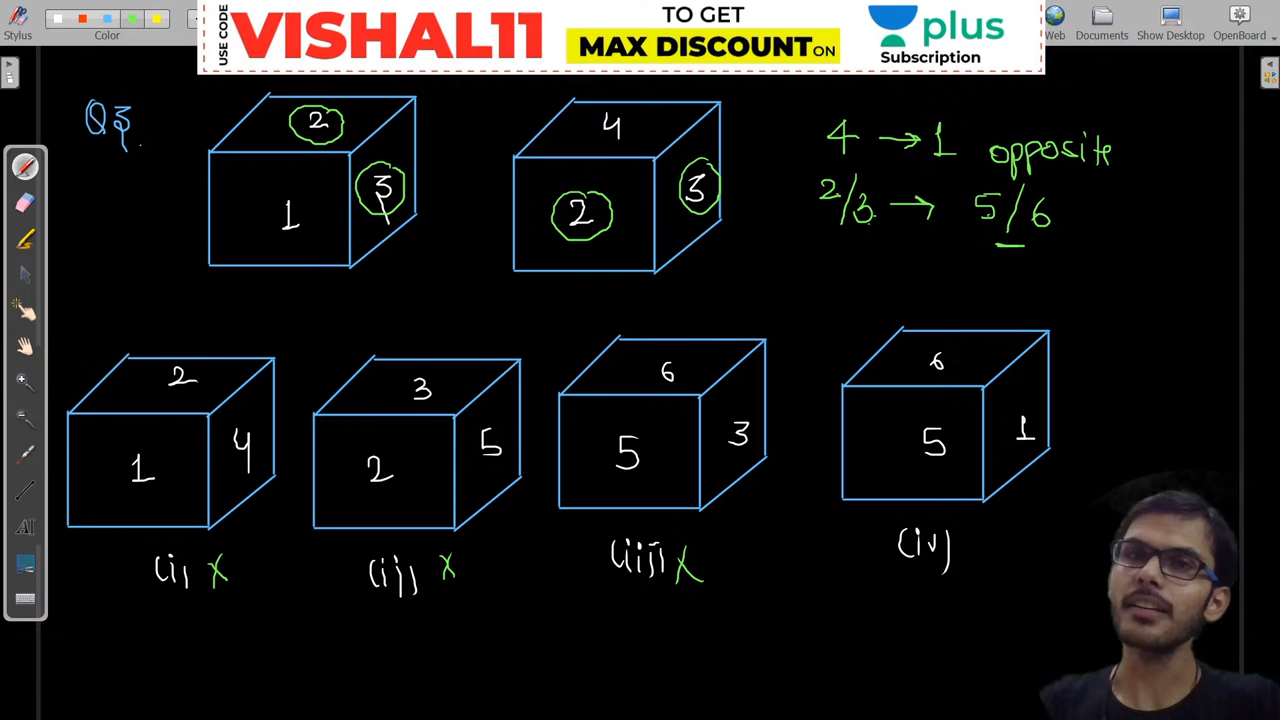 Stylus
Color
Web
Documents
Show Desktop
OpenBoard
USE CODE
VISHAL11
TO GET
MAX DISCOUNT ON
plus
Subscription
Q3.
2
1 3
4
2 3
4 → 1 opposite
2/3 → 5/6
2
1 4
(i) x
3
2 5
(ii) x
6
5 3
(iii) x
6
5 1
(iv)